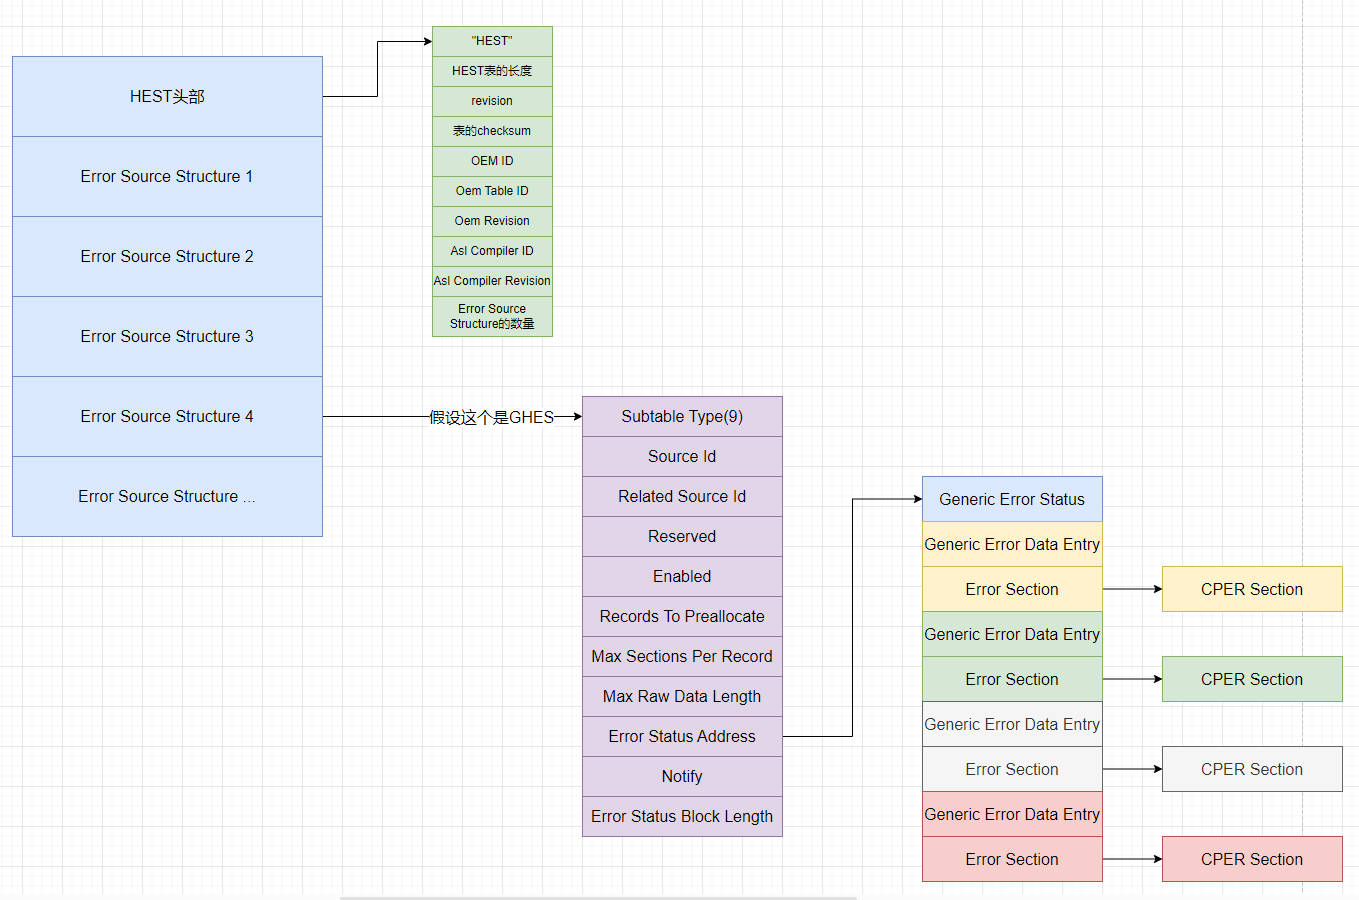 HEST头部
Error Source Structure 1
Error Source Structure 2
Error Source Structure 3
Error Source Structure 4
Error Source Structure ...
"HEST"
HEST表的长度
revision
表的checksum
OEM ID
Oem Table ID
Oem Revision
Asl Compiler ID
Asl Compiler Revision
Error Source
Structure的数量
假设这个是GHES
Subtable Type(9)
Source Id
Related Source Id
Reserved
Enabled
Records To Preallocate
Max Sections Per Record
Max Raw Data Length
Error Status Address
Notify
Error Status Block Length
Generic Error Status
Generic Error Data Entry
Error Section
CPER Section
Generic Error Data Entry
Error Section
CPER Section
Generic Error Data Entry
Error Section
CPER Section
Generic Error Data Entry
Error Section
CPER Section